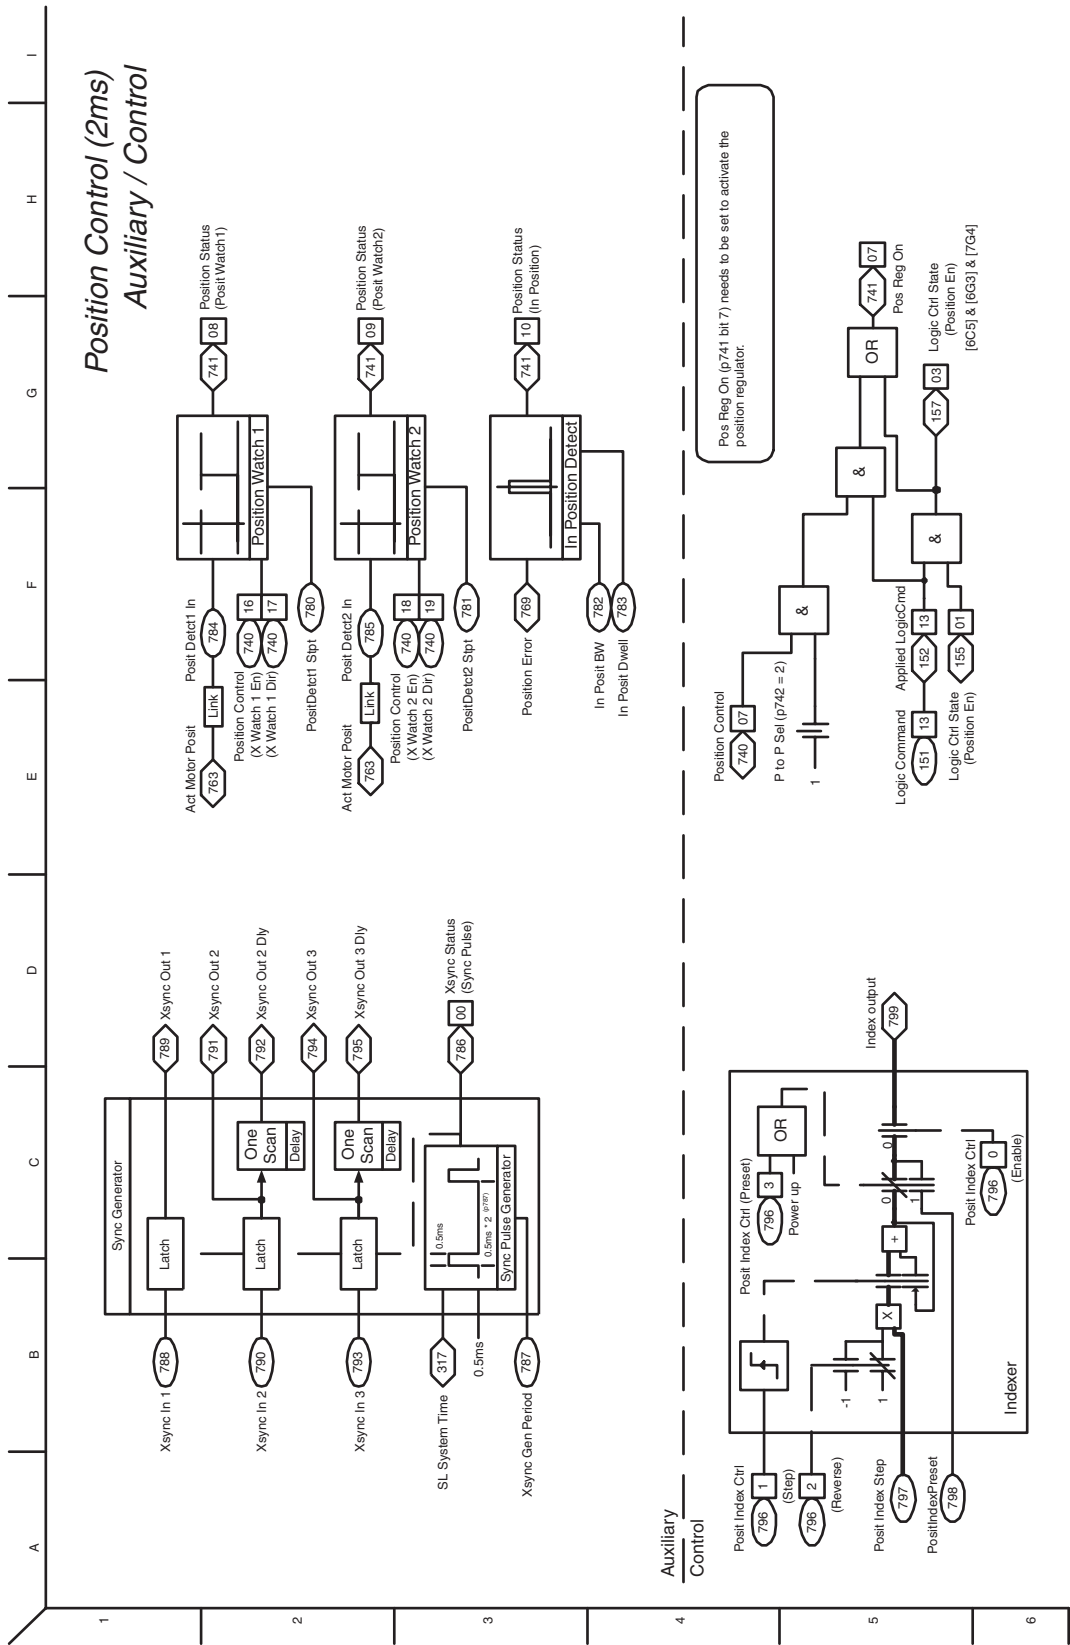 A
B
C
D
E
F
G
H
I
1
2
3
4
5
6
Position Control (2ms)
Auxiliary / Control
Sync Generator
Xsync In 1
788
Latch
789
Xsync Out 1
Xsync In 2
790
Latch
One
Scan
Delay
791
Xsync Out 2
792
Xsync Out 2 Dly
Xsync In 3
793
Latch
One
Scan
Delay
794
Xsync Out 3
795
Xsync Out 3 Dly
SL System Time
317
0.5ms
Xsync Gen Period
787
0.5ms
0.5ms * 2 (p787)
Sync Pulse Generator
786
00
Xsync Status
(Sync Pulse)
Act Motor Posit
763
Link
Posit Detct1 In
784
Position Control
(X Watch 1 En)
(X Watch 1 Dir)
740
16
740
17
PositDetct1 Stpt
780
Position Watch 1
741
08
Position Status
(Posit Watch1)
Act Motor Posit
763
Link
Posit Detct2 In
785
Position Control
(X Watch 2 En)
(X Watch 2 Dir)
740
18
740
19
PositDetct2 Stpt
781
Position Watch 2
741
09
Position Status
(Posit Watch2)
Position Error
769
In Posit BW
782
In Posit Dwell
783
In Position Detect
741
10
Position Status
(In Position)
Auxiliary
Control
Posit Index Ctrl
796
1
(Step)
796
2
(Reverse)
Posit Index Step
797
PositIndexPreset
798
Indexer
-1
1
X
+
Posit Index Ctrl (Preset)
796
3
Power up
OR
0
1
0
Posit Index Ctrl
796
0
(Enable)
Index output
799
Position Control
740
07
P to P Sel (p742 = 2)
1
&
Logic Command
151
13
Applied LogicCmd
152
13
Logic Ctrl State
(Position En)
155
01
&
&
OR
741
07
Pos Reg On
157
03
Logic Ctrl State
(Position En)
[6C5] & [6G3] & [7G4]
Pos Reg On (p741 bit 7) needs to be set to activate the
position regulator.